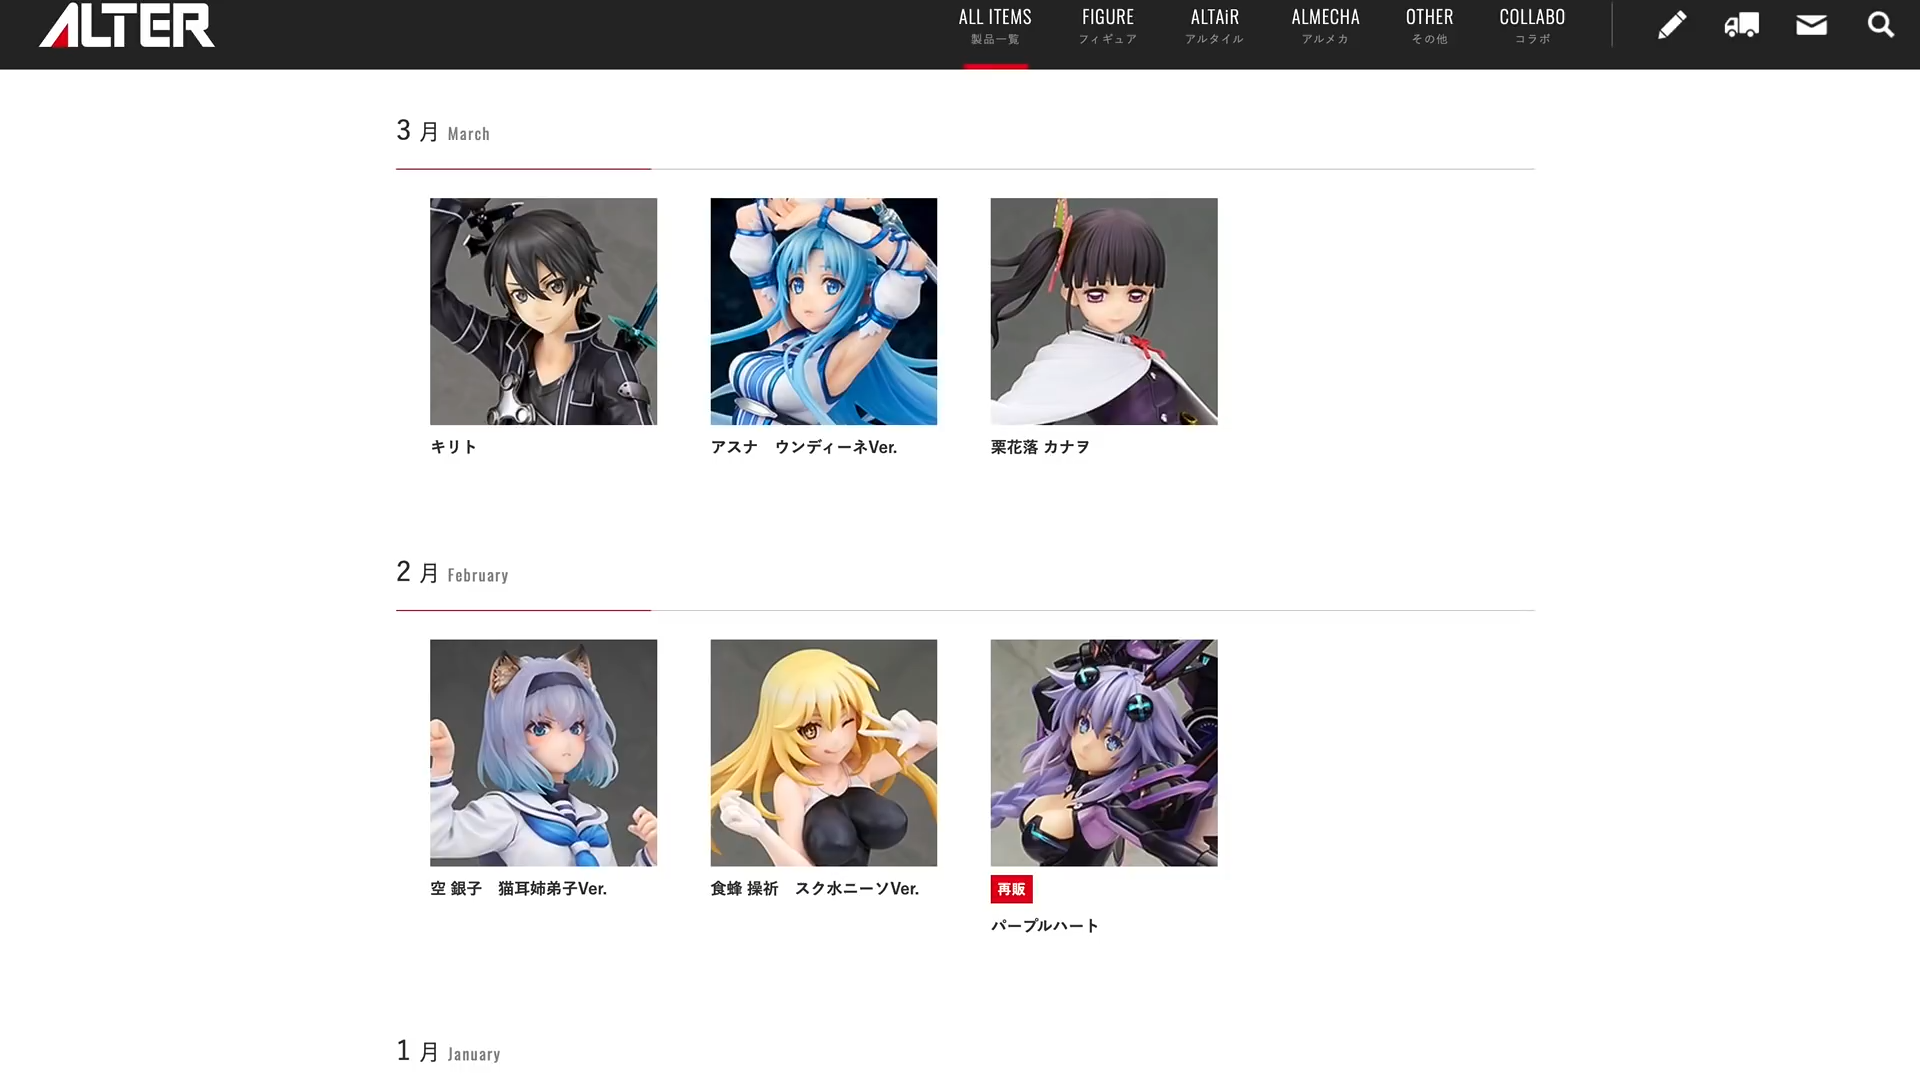 ALTER
ALL ITEMS
製品一覧
FIGURE
フィギュア
ALTAiR
アルタイル
ALMECHA
アルメカ
OTHER
その他
COLLABO
コラボ
3 月 March
キリト
アスナ　ウンディーネVer.
栗花落 カナヲ
2 月 February
空 銀子　猫耳姉弟子Ver.
食蜂 操祈　スク水ニーソVer.
再販
パープルハート
1 月 January